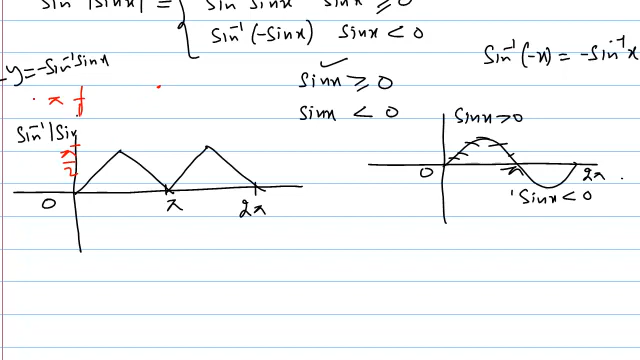 Sin⁻¹|Sinx| = { Sin⁻¹ Sinx Sinx ≥ 0
Sin⁻¹(-Sinx) Sinx < 0
-y = -Sin⁻¹Sinx
Sin⁻¹(-x) = -Sin⁻¹x
✓
Sinx ≥ 0
Sinx < 0
π
Sin⁻¹|Sin
π/2
0 π 2π
Sinx>0
0 π 2π
Sinx < 0